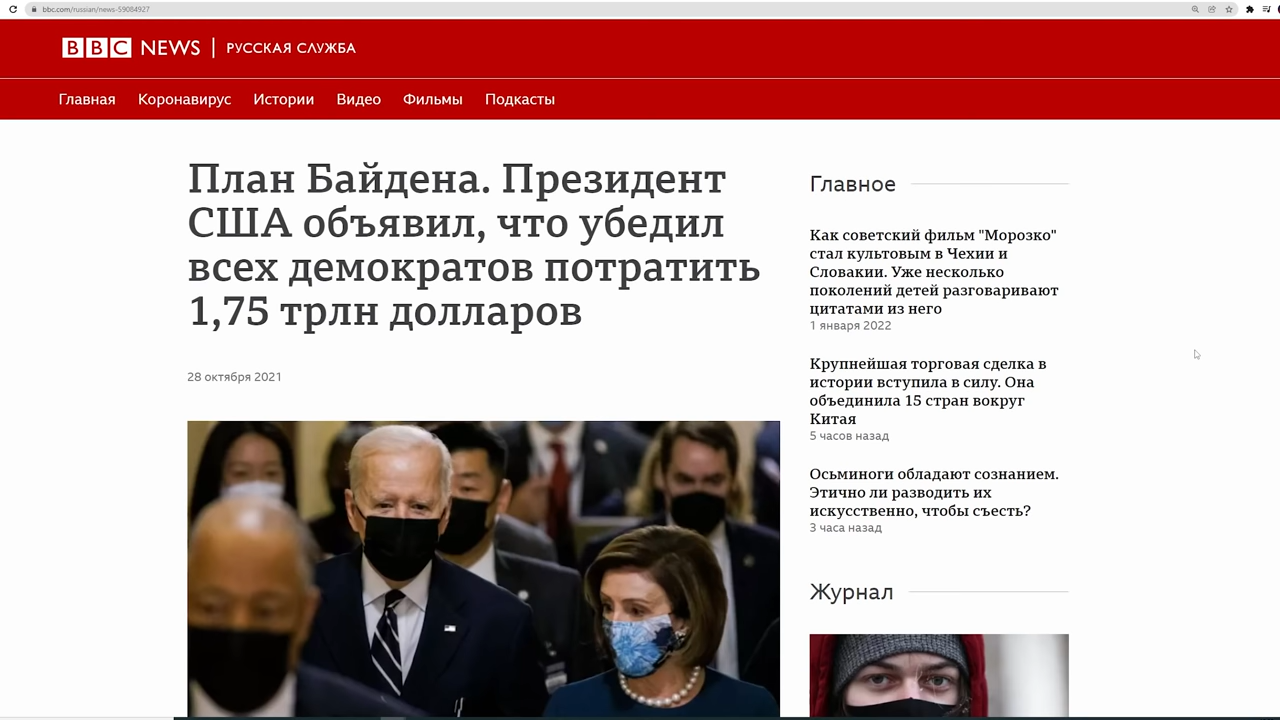 bbc.com/russian/news-59084927
BBC NEWS | РУССКАЯ СЛУЖБА
Главная Коронавирус Истории Видео Фильмы Подкасты
План Байдена. Президент
США объявил, что убедил
всех демократов потратить
1,75 трлн долларов
28 октября 2021
Главное
Как советский фильм "Морозко"
стал культовым в Чехии и
Словакии. Уже несколько
поколений детей разговаривают
цитатами из него
1 января 2022
Крупнейшая торговая сделка в
истории вступила в силу. Она
объединила 15 стран вокруг
Китая
5 часов назад
Осьминоги обладают сознанием.
Этично ли разводить их
искусственно, чтобы съесть?
3 часа назад
Журнал